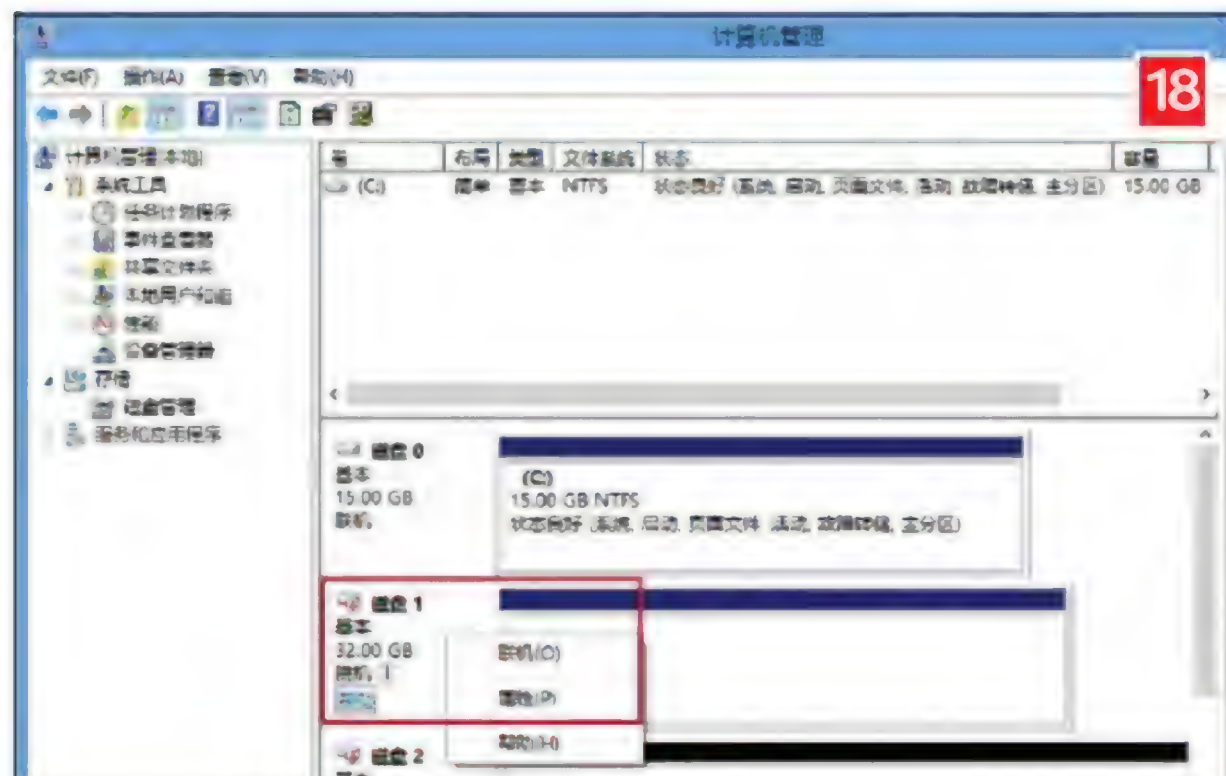 计算机管理
文件(F) 操作(A) 查看(V) 帮助(H)
18
计算机管理(本地)
系统工具
任务计划程序
事件查看器
共享文件夹
本地用户和组
性能
设备管理器
存储
磁盘管理
服务和应用程序
卷 布局 类型 文件系统 状态 容量
(C:) 简单 基本 NTFS 状态良好 (系统, 启动, 页面文件, 活动, 故障转储, 主分区) 15.00 GB
磁盘 0
基本
15.00 GB
联机
(C:)
15.00 GB NTFS
状态良好 (系统, 启动, 页面文件, 活动, 故障转储, 主分区)
磁盘 1
基本
32.00 GB
脱机
联机(O)
属性(P)
帮助(H)
磁盘 2
基本